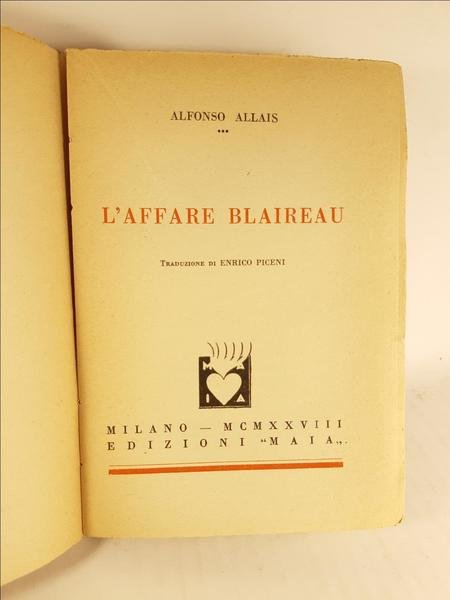 ALFONSO ALLAIS
***
L'AFFARE BLAIREAU
TRADUZIONE DI ENRICO PICENI
M A
I A
MILANO — MCMXXVIII
EDIZIONI "MAIA„.